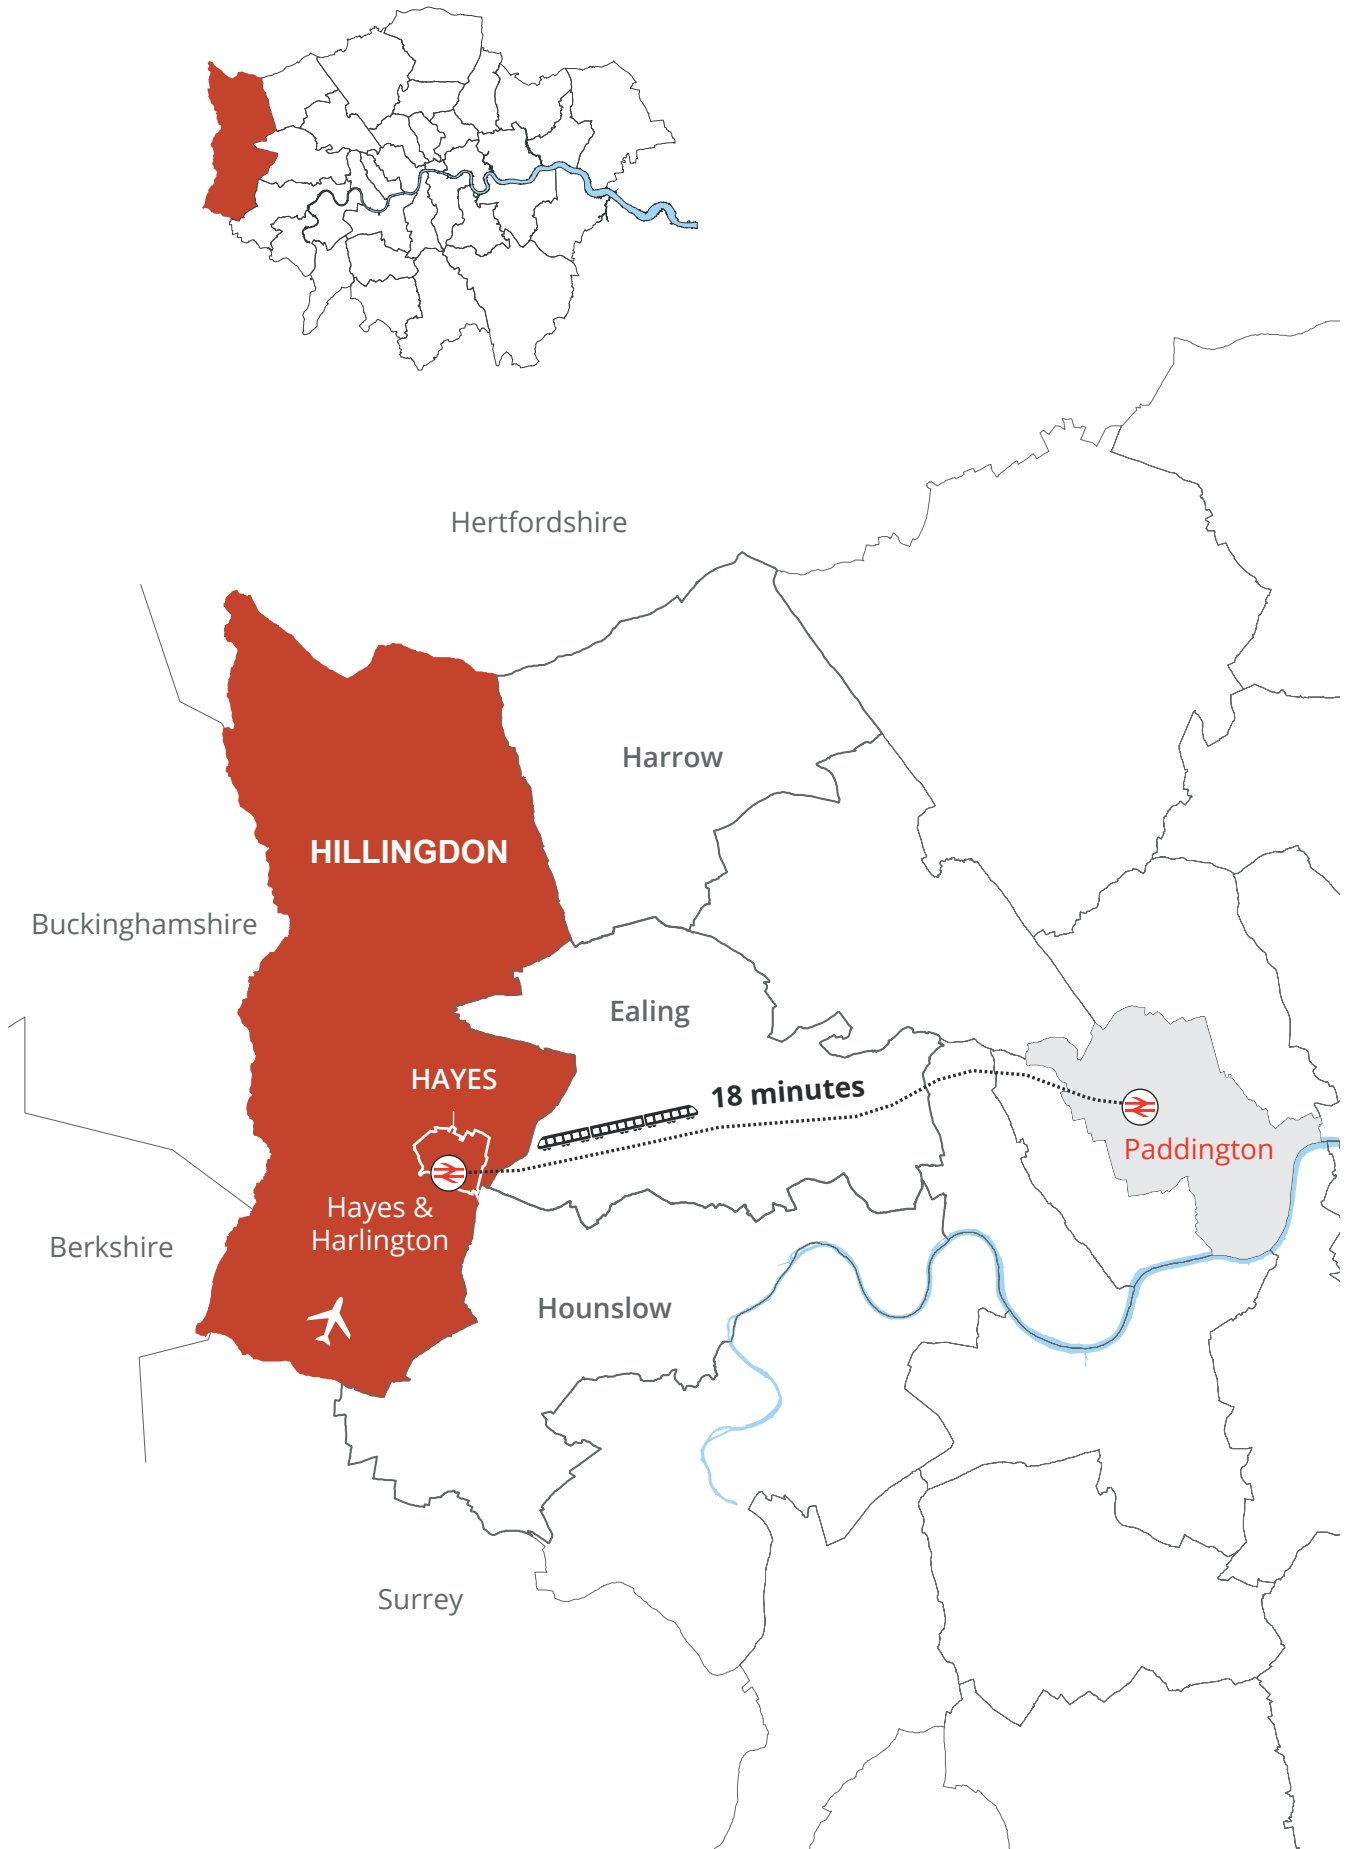 Hertfordshire
Harrow
HILLINGDON
Buckinghamshire
Ealing
HAYES
18 minutes
Paddington
Hayes &
Harlington
Berkshire
Hounslow
Surrey